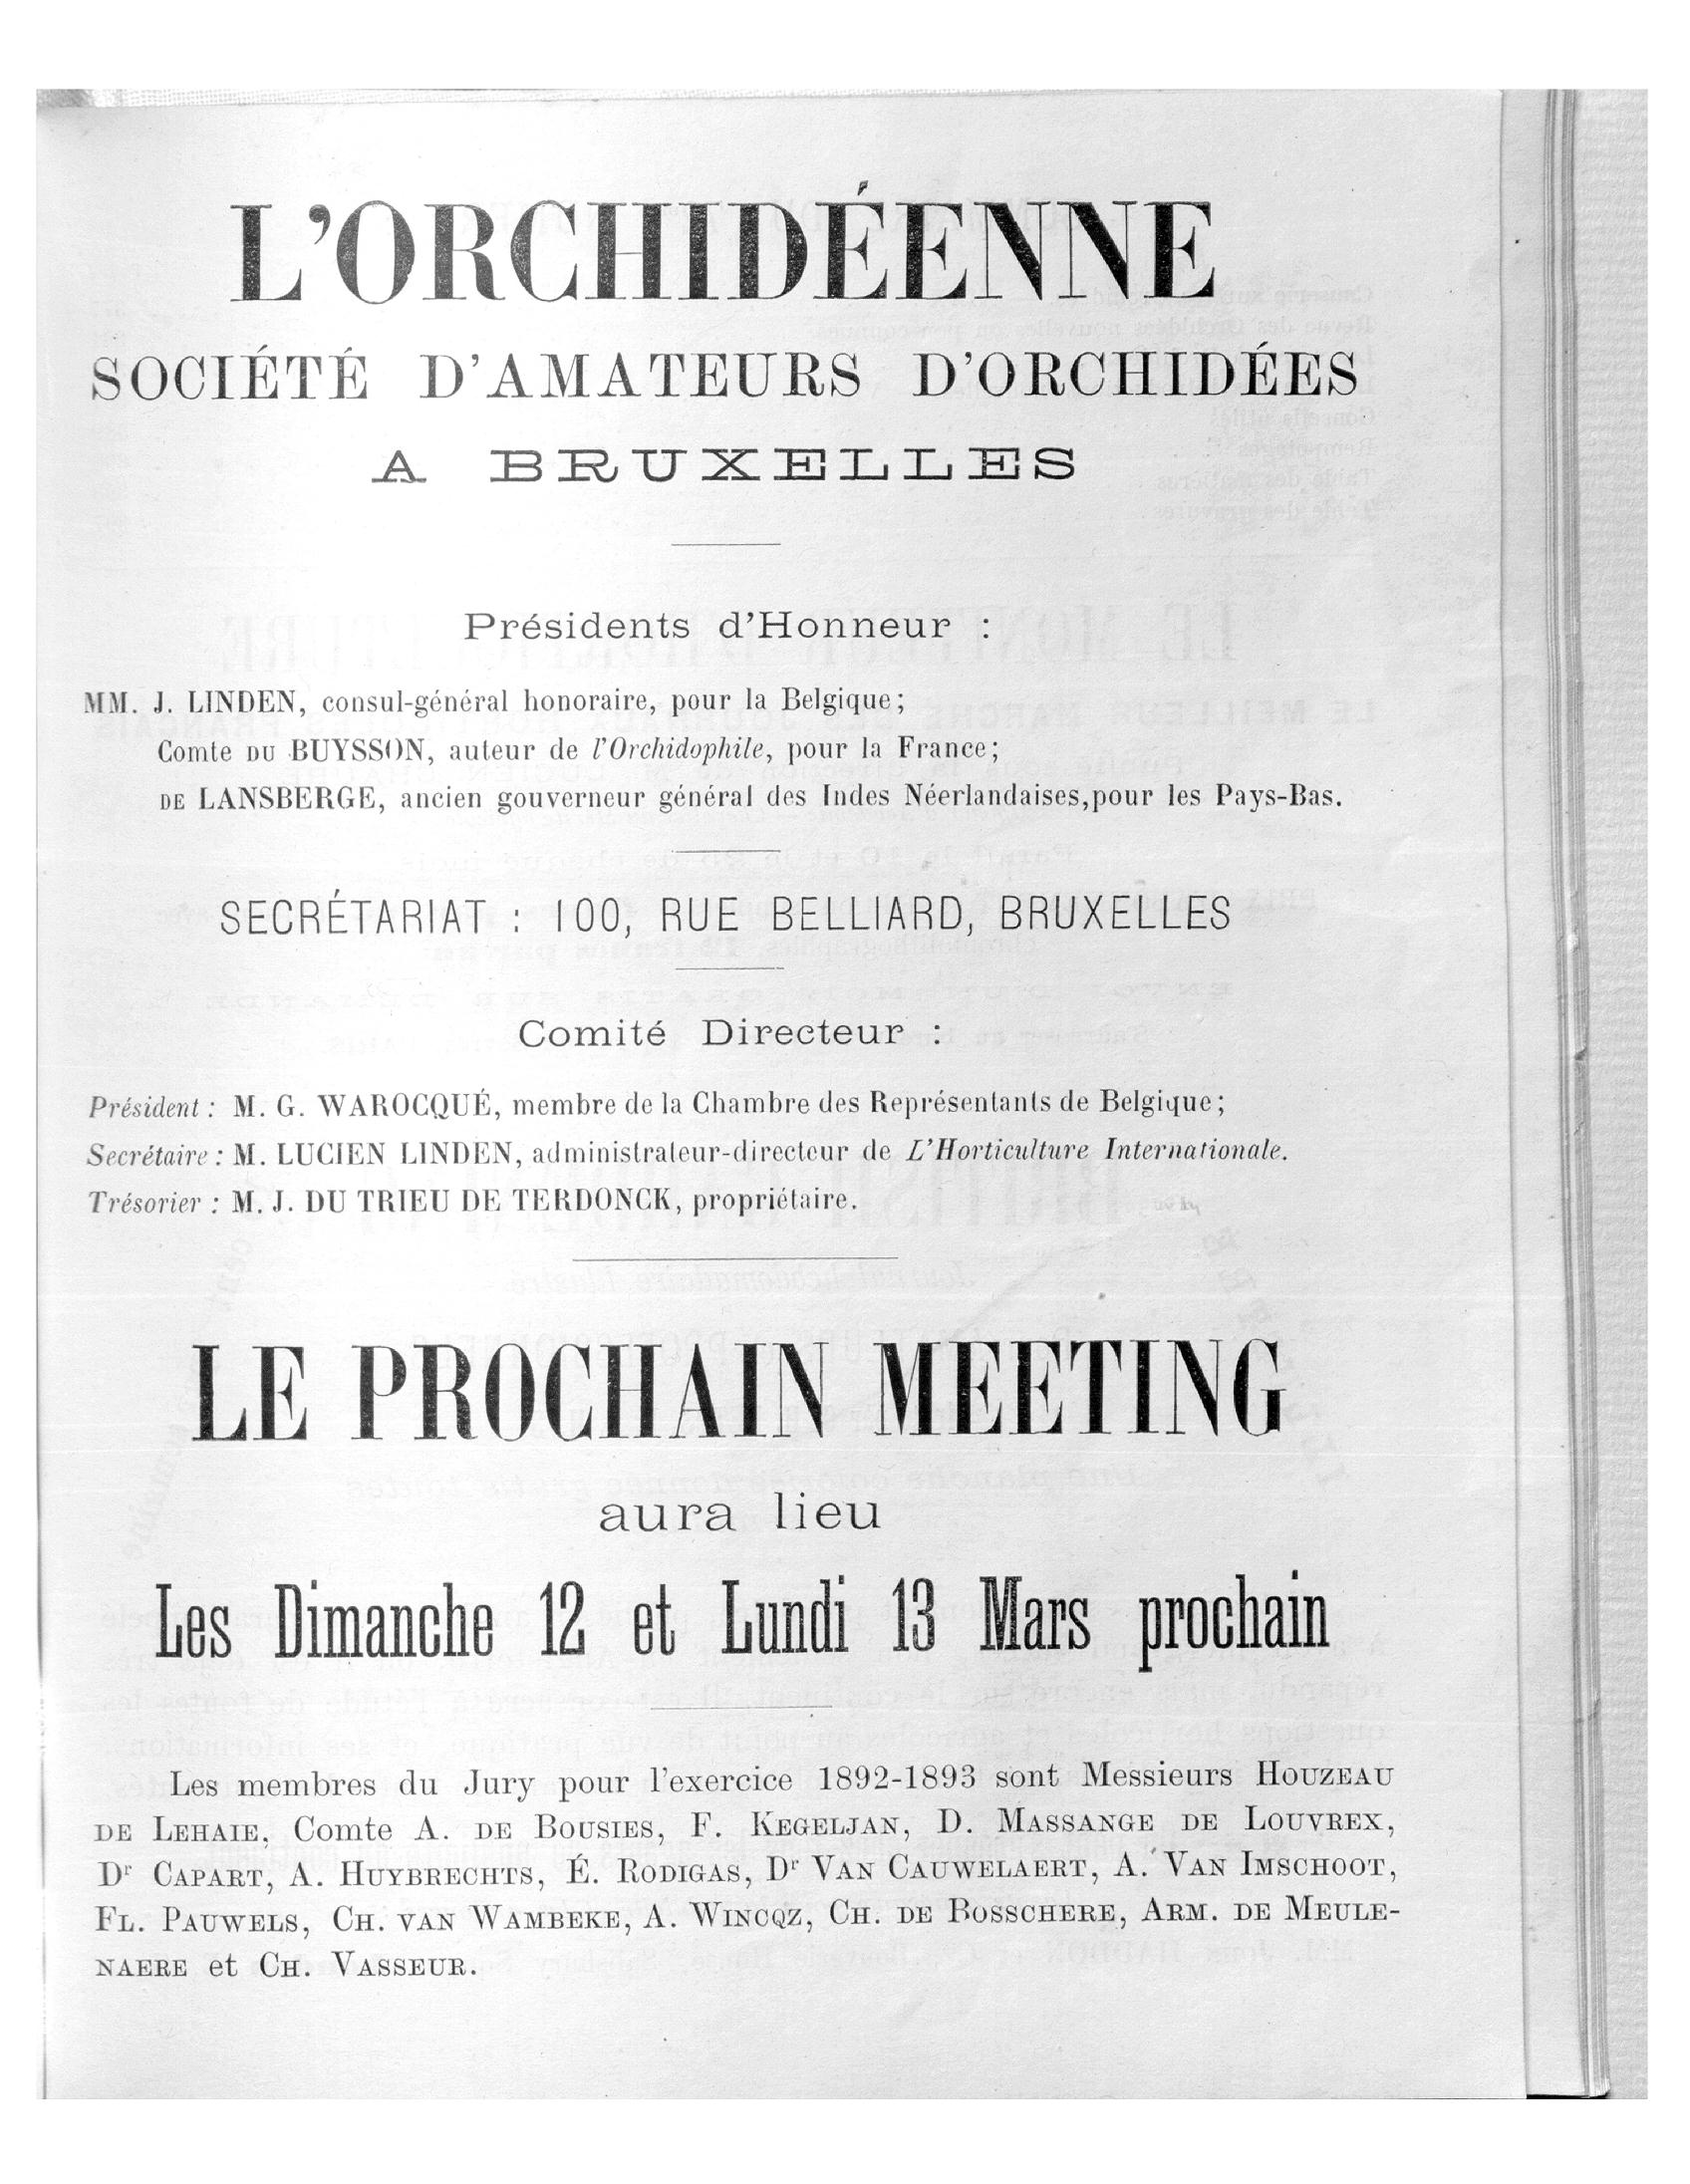 L'ORCHIDÉENNE
SOCIÉTÉ D'AMATEURS D'ORCHIDÉES
A BRUXELLES
Présidents d'Honneur :
MM. J. LINDEN, consul-général honoraire, pour la Belgique;
Comte DU BUYSSON, auteur de l'Orchidophile, pour la France;
DE LANSBERGE, ancien gouverneur général des Indes Néerlandaises,pour les Pays-Bas.
SECRÉTARIAT : 100, RUE BELLIARD, BRUXELLES
Comité Directeur :
Président : M. G. WAROCQUÉ, membre de la Chambre des Représentants de Belgique;
Secrétaire : M. LUCIEN LINDEN, administrateur-directeur de L'Horticulture Internationale.
Trésorier : M. J. DU TRIEU DE TERDONCK, propriétaire.
LE PROCHAIN MEETING
aura lieu
Les Dimanche 12 et Lundi 13 Mars prochain
Les membres du Jury pour l'exercice 1892-1893 sont Messieurs HOUZEAU
DE LEHAIE, Comte A. DE BOUSIES, F. KEGELJAN, D. MASSANGE DE LOUVREX,
Dr CAPART, A. HUYBRECHTS, É. RODIGAS, Dr VAN CAUWELAERT, A. VAN IMSCHOOT,
FL. PAUWELS, CH. VAN WAMBEKE, A. WINCQZ, CH. DE BOSSCHERE, ARM. DE MEULE-
NAERE et CH. VASSEUR.